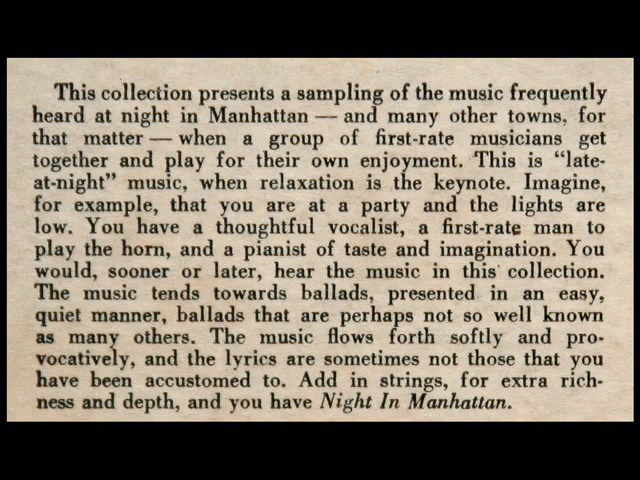 This collection presents a sampling of the music frequently
heard at night in Manhattan — and many other towns, for
that matter — when a group of first-rate musicians get
together and play for their own enjoyment. This is “late-
at-night” music, when relaxation is the keynote. Imagine,
for example, that you are at a party and the lights are
low. You have a thoughtful vocalist, a first-rate man to
play the horn, and a pianist of taste and imagination. You
would, sooner or later, hear the music in this collection.
The music tends towards ballads, presented in an easy,
quiet manner, ballads that are perhaps not so well known
as many others. The music flows forth softly and pro-
vocatively, and the lyrics are sometimes not those that you
have been accustomed to. Add in strings, for extra rich-
ness and depth, and you have Night In Manhattan.